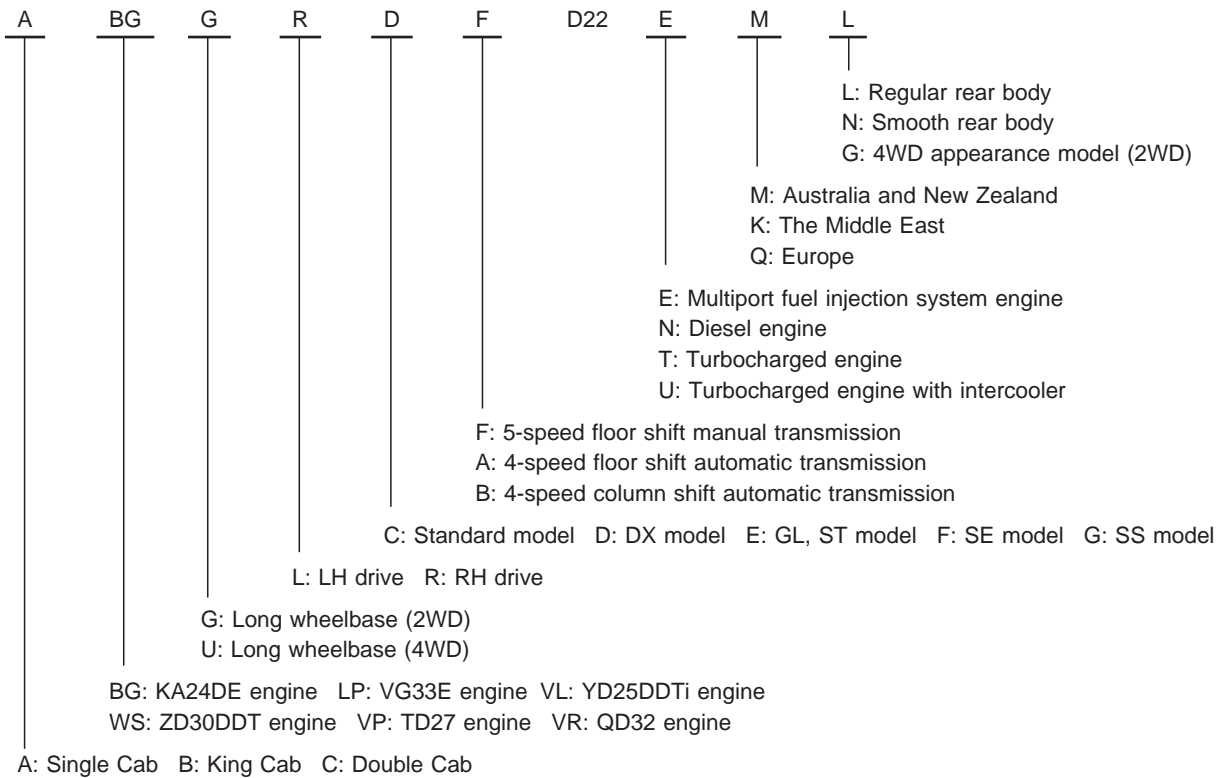 A BG G R D F D22 E M L
L: Regular rear body
N: Smooth rear body
G: 4WD appearance model (2WD)
M: Australia and New Zealand
K: The Middle East
Q: Europe
E: Multiport fuel injection system engine
N: Diesel engine
T: Turbocharged engine
U: Turbocharged engine with intercooler
F: 5-speed floor shift manual transmission
A: 4-speed floor shift automatic transmission
B: 4-speed column shift automatic transmission
C: Standard model D: DX model E: GL, ST model F: SE model G: SS model
L: LH drive R: RH drive
G: Long wheelbase (2WD)
U: Long wheelbase (4WD)
BG: KA24DE engine LP: VG33E engine VL: YD25DDTi engine
WS: ZD30DDT engine VP: TD27 engine VR: QD32 engine
A: Single Cab B: King Cab C: Double Cab